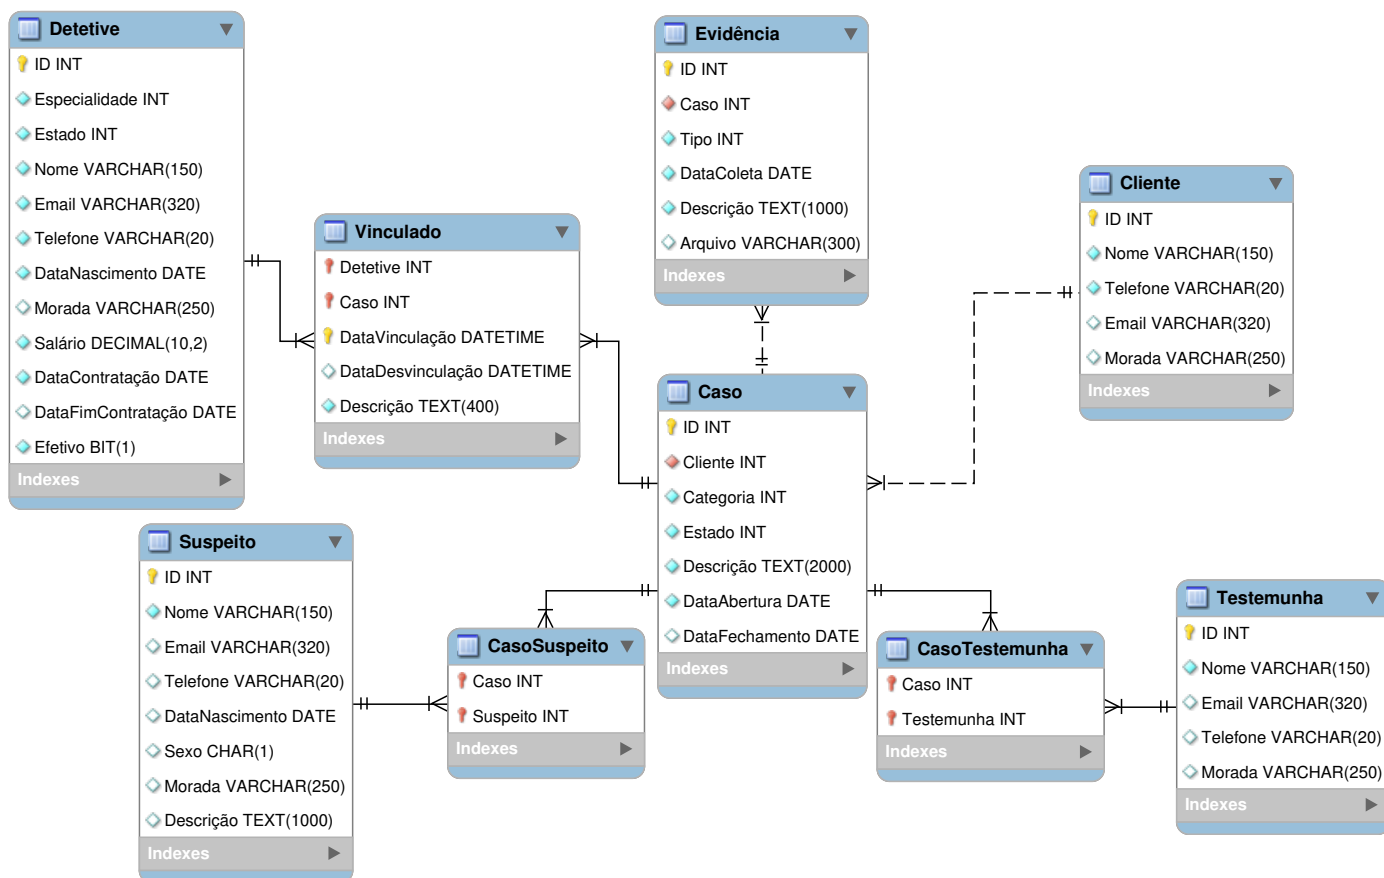 Detetive
ID INT
Especialidade INT
Estado INT
Nome VARCHAR(150)
Email VARCHAR(320)
Telefone VARCHAR(20)
DataNascimento DATE
Morada VARCHAR(250)
Salário DECIMAL(10,2)
DataContratação DATE
DataFimContratação DATE
Efetivo BIT(1)
Indexes
Vinculado
Detetive INT
Caso INT
DataVinculação DATETIME
DataDesvinculação DATETIME
Descrição TEXT(400)
Indexes
Evidência
ID INT
Caso INT
Tipo INT
DataColeta DATE
Descrição TEXT(1000)
Arquivo VARCHAR(300)
Indexes
Cliente
ID INT
Nome VARCHAR(150)
Telefone VARCHAR(20)
Email VARCHAR(320)
Morada VARCHAR(250)
Indexes
Caso
ID INT
Cliente INT
Categoria INT
Estado INT
Descrição TEXT(2000)
DataAbertura DATE
DataFechamento DATE
Indexes
Suspeito
ID INT
Nome VARCHAR(150)
Email VARCHAR(320)
Telefone VARCHAR(20)
DataNascimento DATE
Sexo CHAR(1)
Morada VARCHAR(250)
Descrição TEXT(1000)
Indexes
CasoSuspeito
Caso INT
Suspeito INT
Indexes
CasoTestemunha
Caso INT
Testemunha INT
Indexes
Testemunha
ID INT
Nome VARCHAR(150)
Email VARCHAR(320)
Telefone VARCHAR(20)
Morada VARCHAR(250)
Indexes